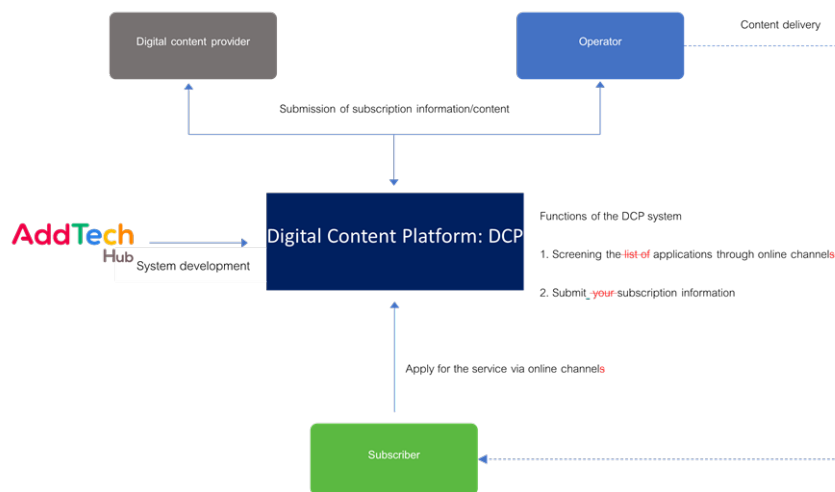 Content delivery
Digital content provider
Operator
Submission of subscription information/content
AddTech
Hub
System development
Digital Content Platform: DCP
Functions of the DCP system
1. Screening the list of applications through online channels
2. Submit your subscription information
Apply for the service via online channels
Subscriber